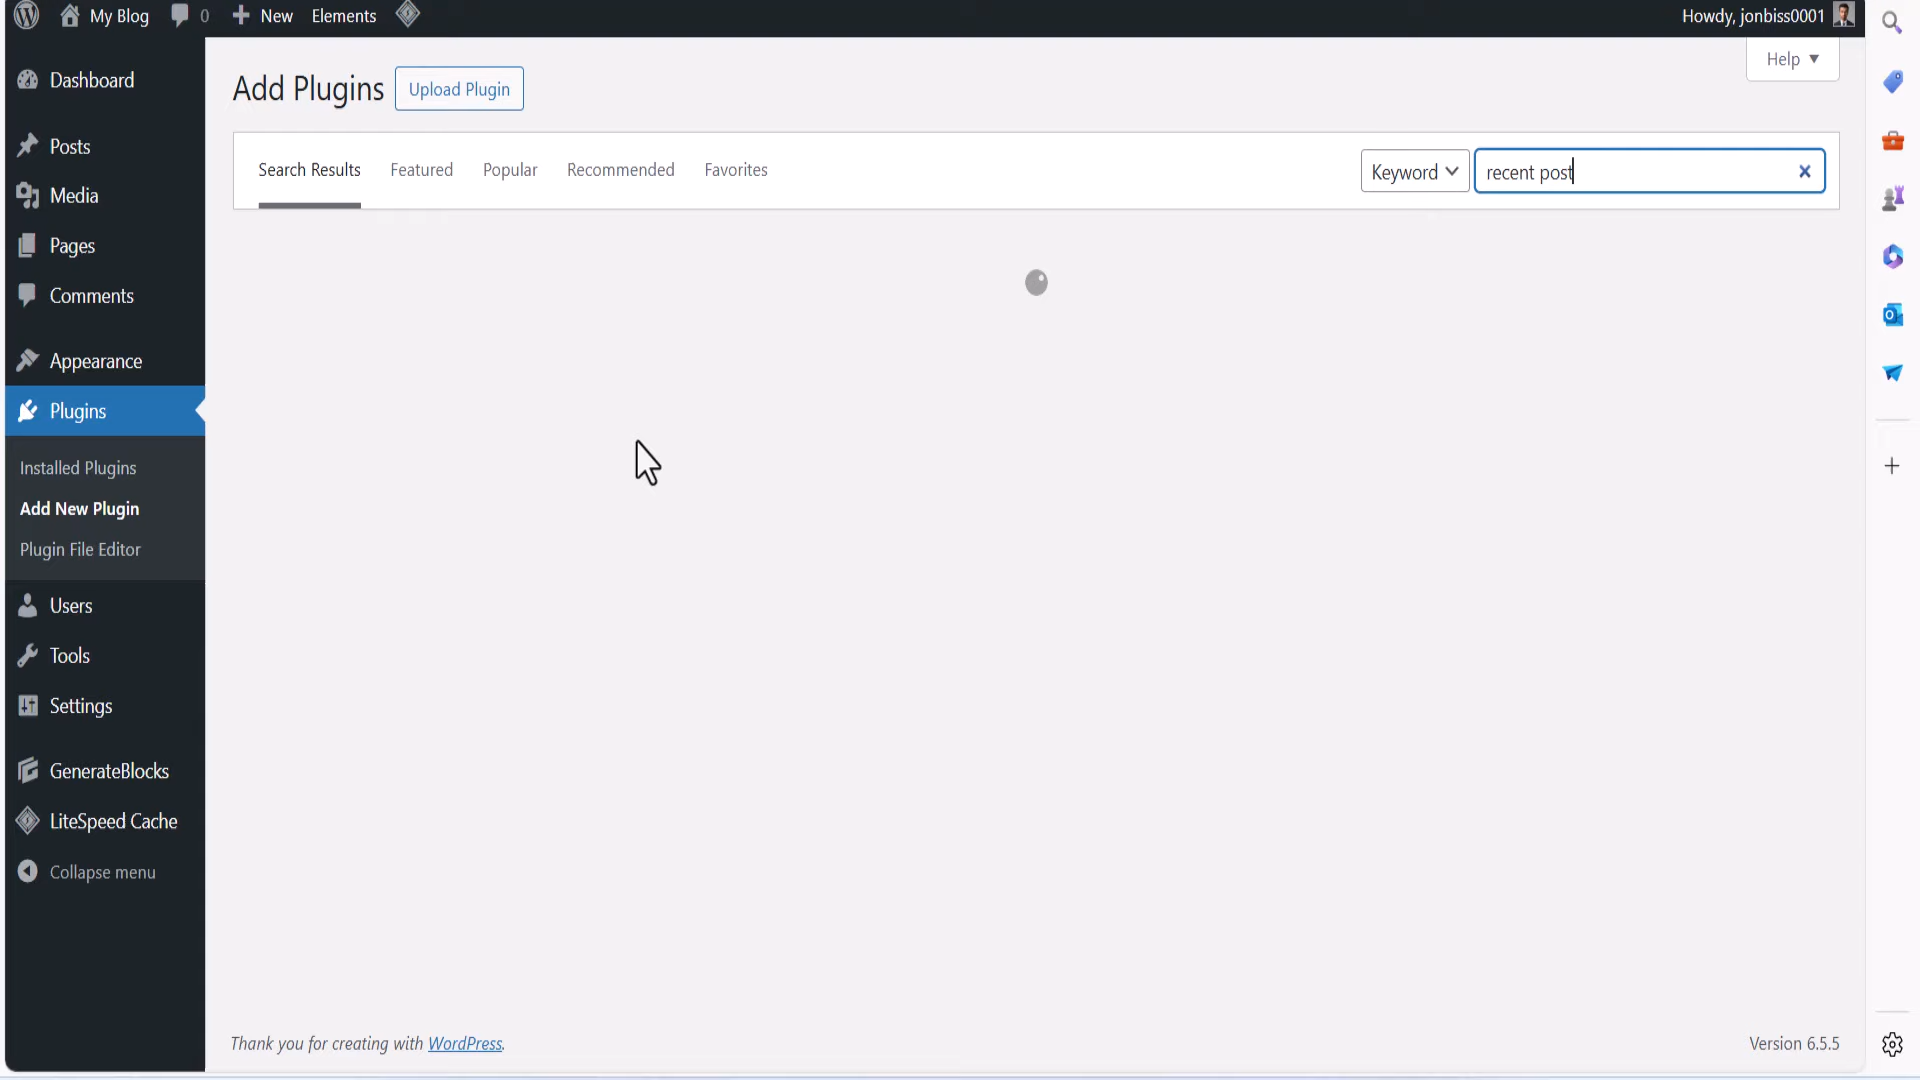 My Blog
0
New
Elements
Howdy, jonbiss0001
Help
Dashboard
Posts
Media
Pages
Comments
Appearance
Plugins
Installed Plugins
Add New Plugin
Plugin File Editor
Users
Tools
Settings
GenerateBlocks
LiteSpeed Cache
Collapse menu
Add Plugins
Upload Plugin
Search Results
Featured
Popular
Recommended
Favorites
Keyword
recent post
Thank you for creating with WordPress.
Version 6.5.5